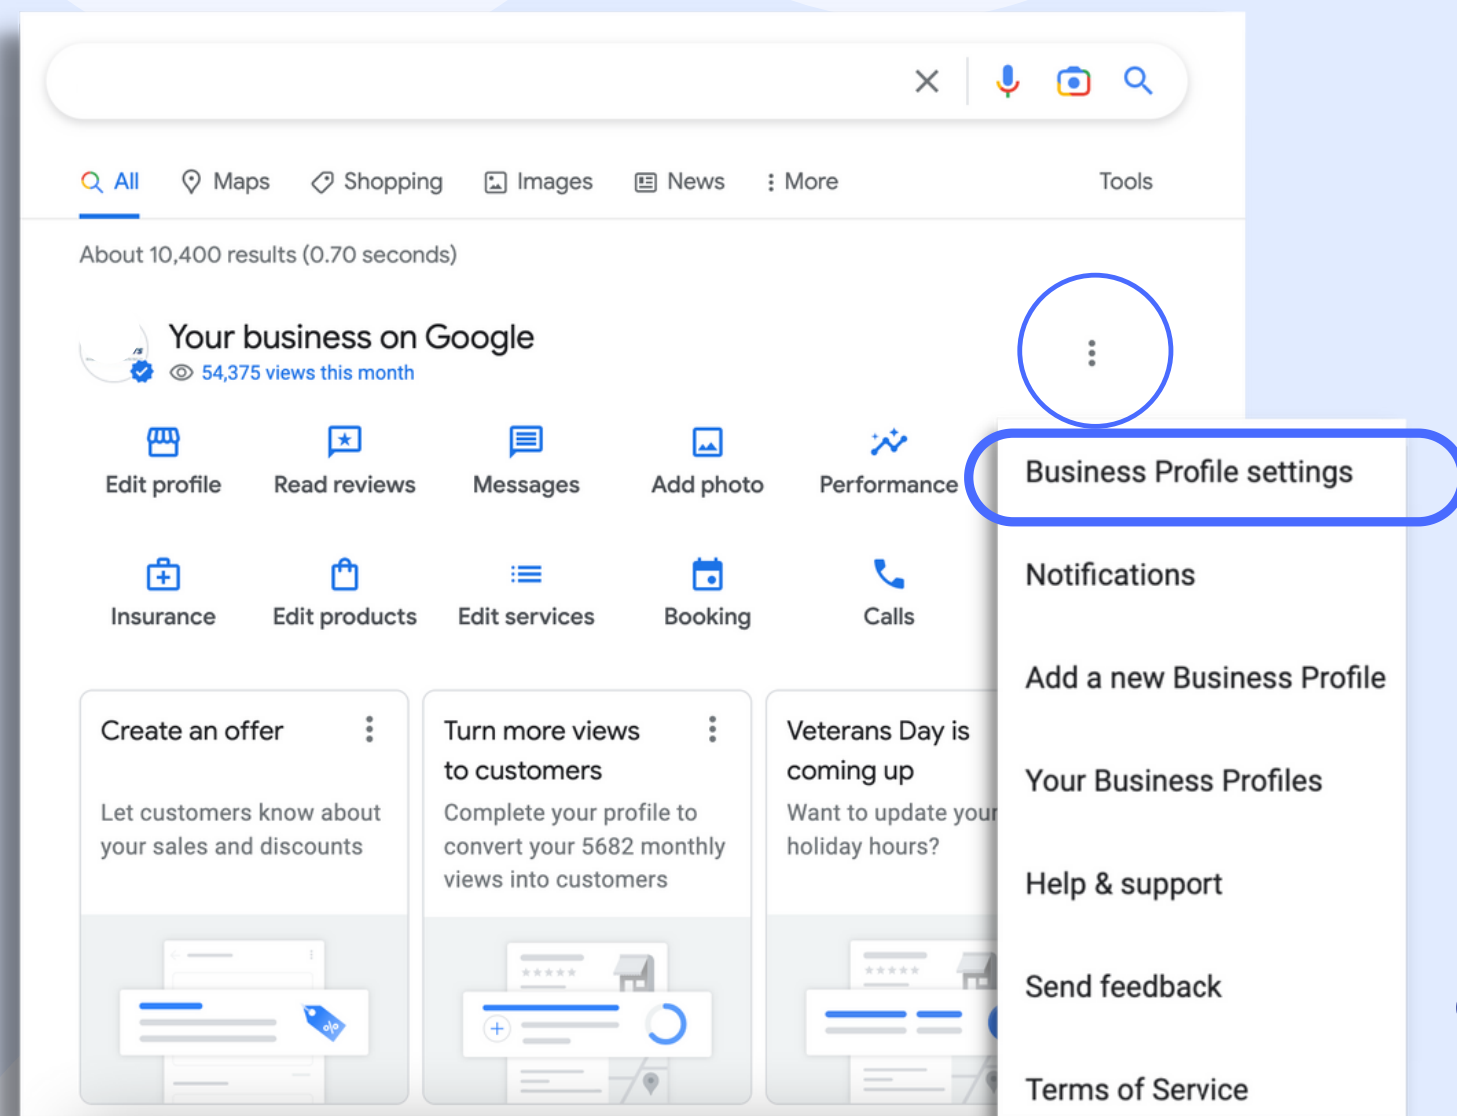 All Maps Shopping Images News More Tools
About 10,400 results (0.70 seconds)
Your business on Google
54,375 views this month
Edit profile Read reviews Messages Add photo Performance
Insurance Edit products Edit services Booking Calls
Create an offer
Let customers know about
your sales and discounts
Turn more views
to customers
Complete your profile to
convert your 5682 monthly
views into customers
Veterans Day is
coming up
Want to update your
holiday hours?
Business Profile settings
Notifications
Add a new Business Profile
Your Business Profiles
Help & support
Send feedback
Terms of Service